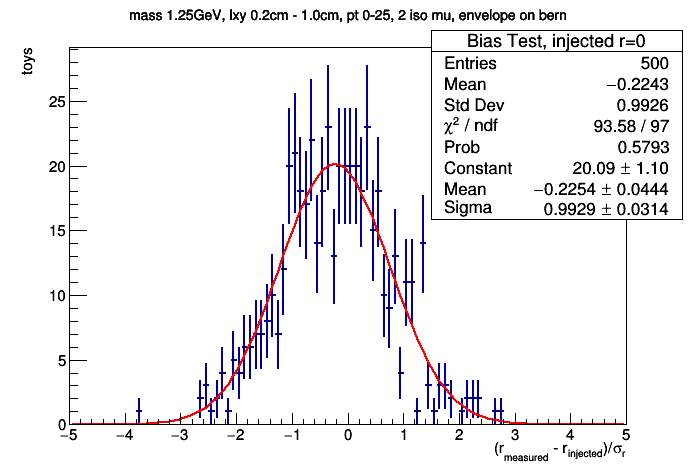 mass 1.25GeV, lxy 0.2cm - 1.0cm, pt 0-25, 2 iso mu, envelope on bern
Bias Test, injected r=0
Entries 500
Mean −0.2243
Std Dev 0.9926
χ² / ndf 93.58 / 97
Prob 0.5793
Constant 20.09 ± 1.10
Mean −0.2254 ± 0.0444
Sigma 0.9929 ± 0.0314
toys
25
20
15
10
5
0
−5 −4 −3 −2 −1 0 1 2 3 4 5
(r_measured - r_injected)/σ_r